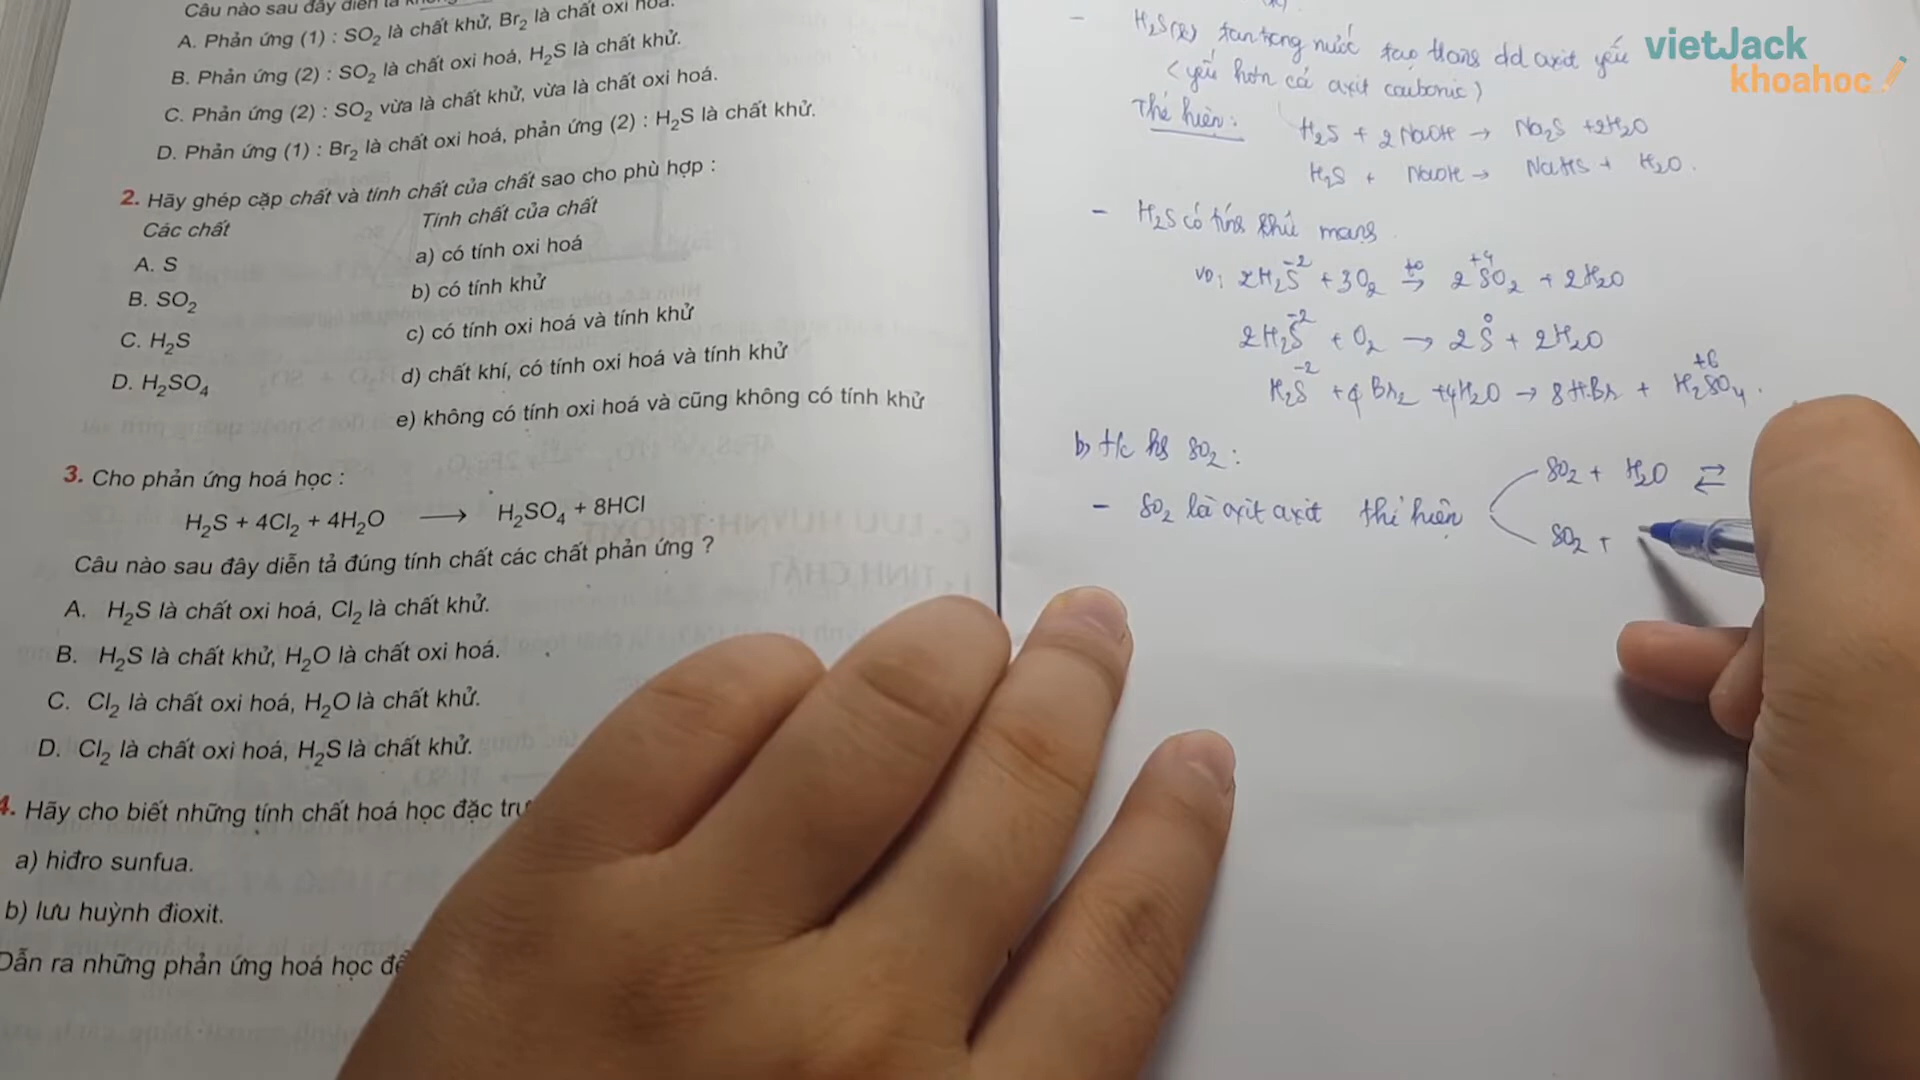 Câu nào sau đây diễn tả
A. Phản ứng (1) : SO₂ là chất khử, Br₂ là chất oxi hoá.
B. Phản ứng (2) : SO₂ là chất oxi hoá, H₂S là chất khử.
C. Phản ứng (2) : SO₂ vừa là chất khử, vừa là chất oxi hoá.
D. Phản ứng (1) : Br₂ là chất oxi hoá, phản ứng (2) : H₂S là chất khử.
2. Hãy ghép cặp chất và tính chất của chất sao cho phù hợp :
Các chất
Tính chất của chất
A. S
a) có tính oxi hoá
B. SO₂
b) có tính khử
C. H₂S
c) có tính oxi hoá và tính khử
D. H₂SO₄
d) chất khí, có tính oxi hoá và tính khử
e) không có tính oxi hoá và cũng không có tính khử
3. Cho phản ứng hoá học :
H₂S + 4Cl₂ + 4H₂O ⟶ H₂SO₄ + 8HCl
Câu nào sau đây diễn tả đúng tính chất các chất phản ứng ?
A. H₂S là chất oxi hoá, Cl₂ là chất khử.
B. H₂S là chất khử, H₂O là chất oxi hoá.
C. Cl₂ là chất oxi hoá, H₂O là chất khử.
D. Cl₂ là chất oxi hoá, H₂S là chất khử.
4. Hãy cho biết những tính chất hoá học đặc trư
a) hiđro sunfua.
b) lưu huỳnh đioxit.
Dẫn ra những phản ứng hoá học để
vietJack
khoahoc
- H₂S(k) tan trong nước tạo thành dd axit yếu
(yếu hơn cả axit cacbonic)
Thể hiện:
H₂S + 2NaOH → Na₂S + 2H₂O
H₂S + NaOH → NaHS + H₂O.
- H₂S có tính khử mạnh
VD: 2H₂S⁻² + 3O₂ →(t°) 2S⁺⁴O₂ + 2H₂O
2H₂S⁻² + O₂ → 2S⁰ + 2H₂O
H₂S⁻² + 4Br₂ + 4H₂O → 8HBr + H₂S⁺⁶O₄.
b, t/c hh SO₂:
- SO₂ là oxit axit thể hiện
SO₂ + H₂O ⇄
SO₂ +